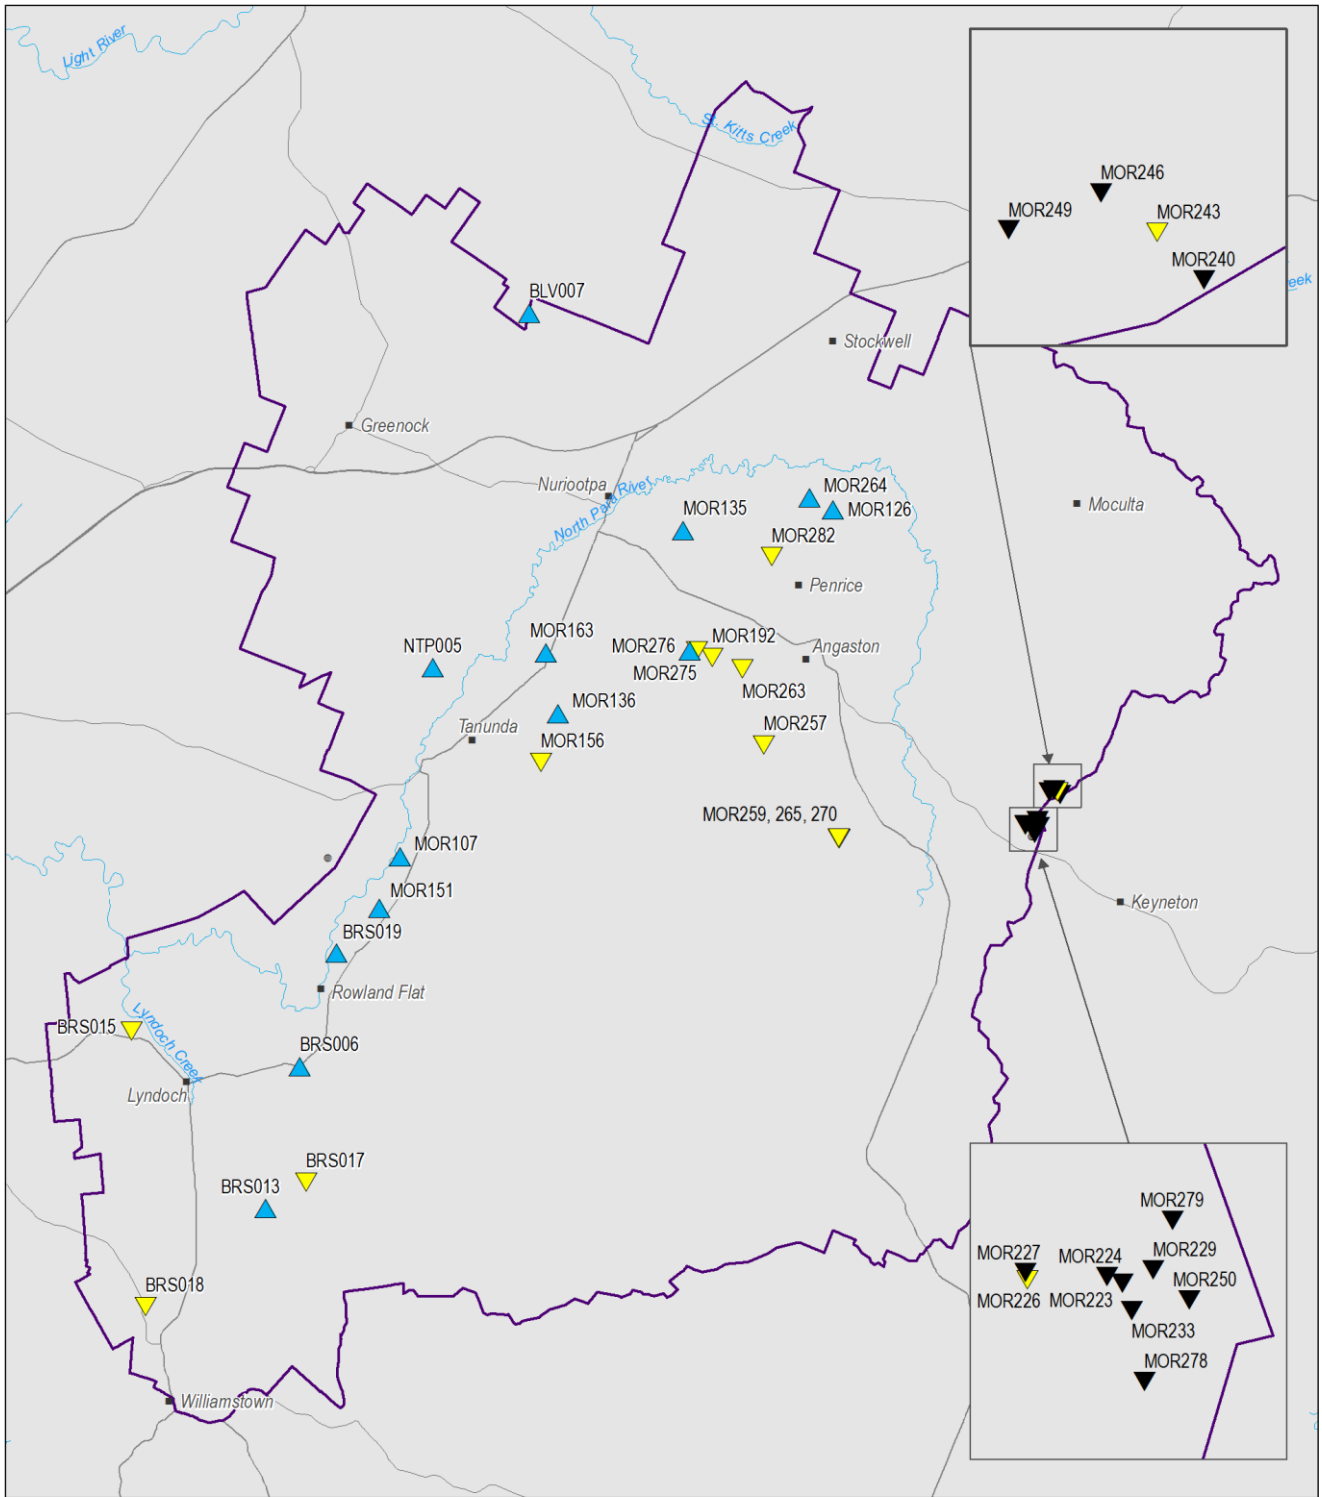 Light River
St. Kitts Creek
MOR246
MOR249
MOR243
MOR240
eek
BLV007
Stockwell
Greenock
Nuriootpa
North Para River
MOR264
MOR135
MOR126
Moculta
MOR282
Penrice
MOR163
MOR276
MOR192
NTP005
Angaston
MOR275
MOR263
MOR136
Tanunda
MOR257
MOR156
MOR259, 265, 270
MOR107
MOR151
Keyneton
BRS019
Rowland Flat
BRS015
Lyndoch Creek
BRS006
Lyndoch
BRS017
BRS013
MOR279
MOR227
MOR224
MOR229
MOR250
MOR226
MOR223
MOR233
BRS018
MOR278
Williamstown